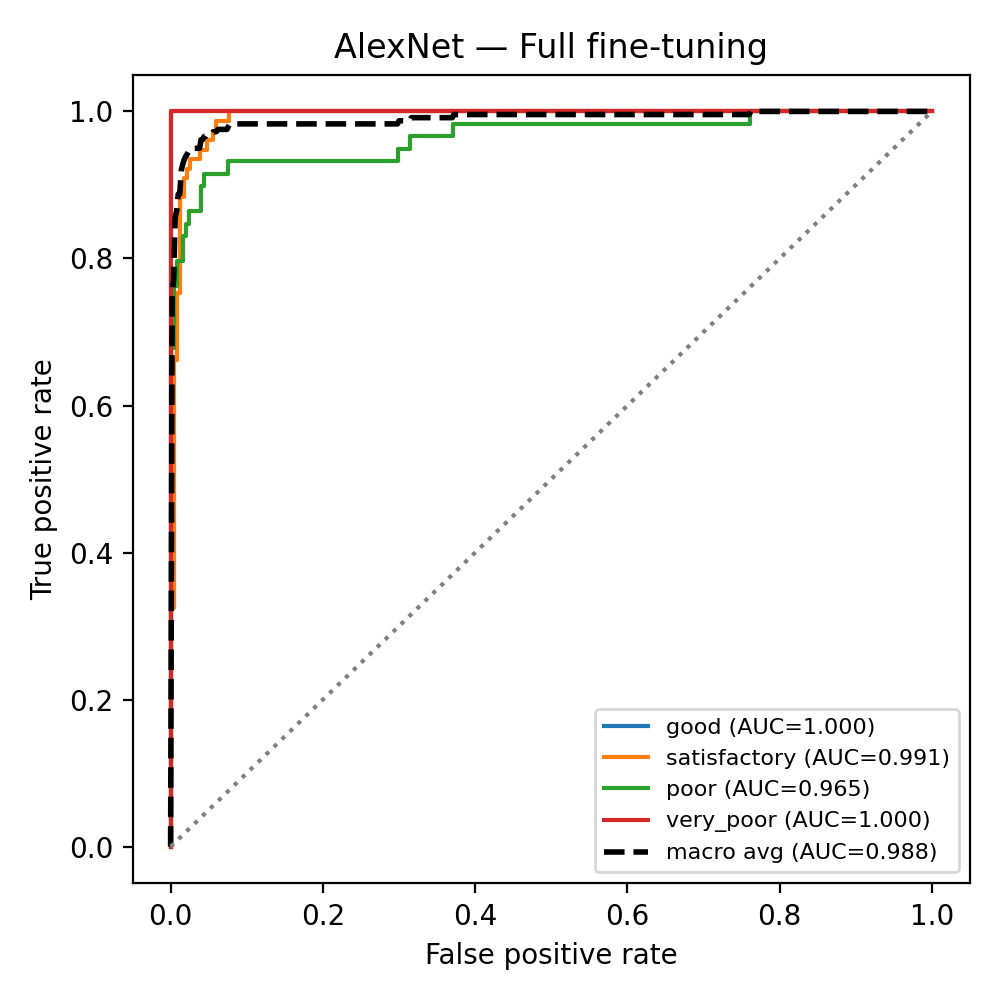 AlexNet — Full fine-tuning
1.0
0.8
0.6
0.4
0.2
0.0
True positive rate
good (AUC=1.000)
satisfactory (AUC=0.991)
poor (AUC=0.965)
very_poor (AUC=1.000)
macro avg (AUC=0.988)
0.0 0.2 0.4 0.6 0.8 1.0
False positive rate